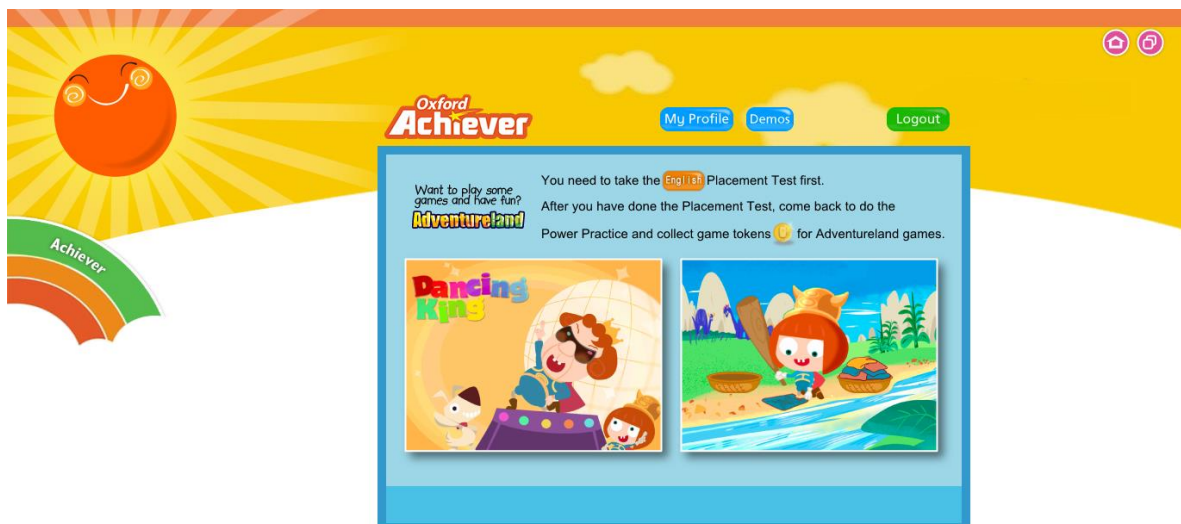 Oxford
Achiever
My Profile
Demos
Logout
Want to play some
games and have fun?
Adventureland
You need to take the English Placement Test first.
After you have done the Placement Test, come back to do the
Power Practice and collect game tokens for Adventureland games.
Achiever
Dancing
King